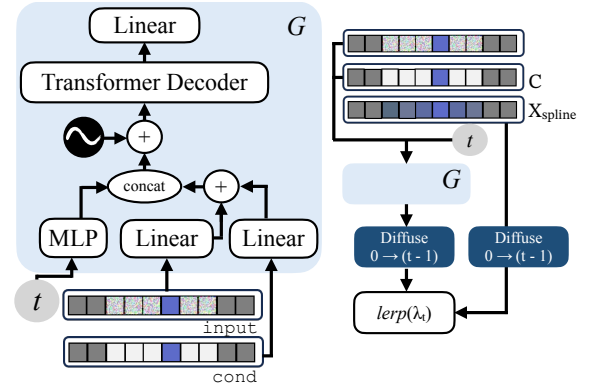 Linear
G
Transformer Decoder
+
concat
+
MLP
Linear
Linear
t
input
cond
C
Xspline
t
G
Diffuse
0 → (t - 1)
Diffuse
0 → (t - 1)
lerp(λt)